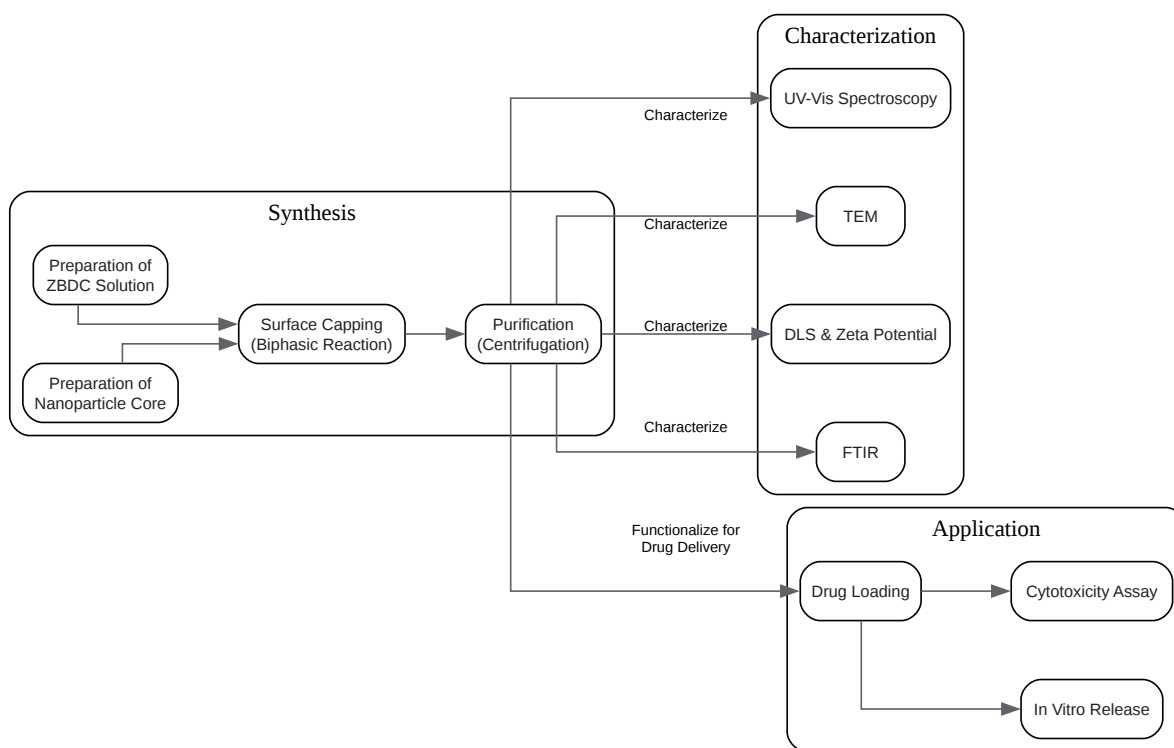 Synthesis
Preparation of
ZBDC Solution
Preparation of
Nanoparticle Core
Surface Capping
(Biphasic Reaction)
Purification
(Centrifugation)
Characterize
Characterize
Characterize
Characterize
Functionalize for
Drug Delivery
Characterization
UV-Vis Spectroscopy
TEM
DLS & Zeta Potential
FTIR
Application
Drug Loading
Cytotoxicity Assay
In Vitro Release